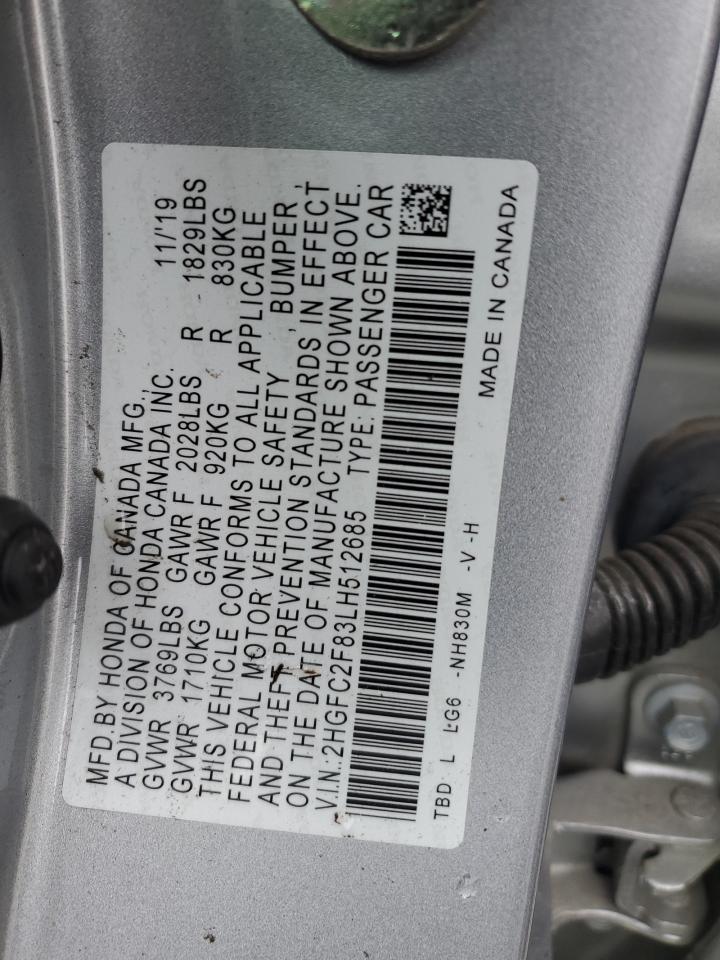 MFD.BY HONDA OF CANADA MFG., 11/'19
A DIVISION OF HONDA CANADA INC.
GVWR 3769LBS GAWR F 2028LBS R 1829LBS
GVWR 1710KG GAWR F 920KG R 830KG
THIS VEHICLE CONFORMS TO ALL APPLICABLE
FEDERAL MOTOR VEHICLE SAFETY , BUMPER ,
AND THEFT PREVENTION STANDARDS IN EFFECT
ON THE DATE OF MANUFACTURE SHOWN ABOVE.
V.I.N.:2HGFC2F83LH512685 TYPE: PASSENGER CAR
TBD L LG6 -NH830M -V -H MADE IN CANADA